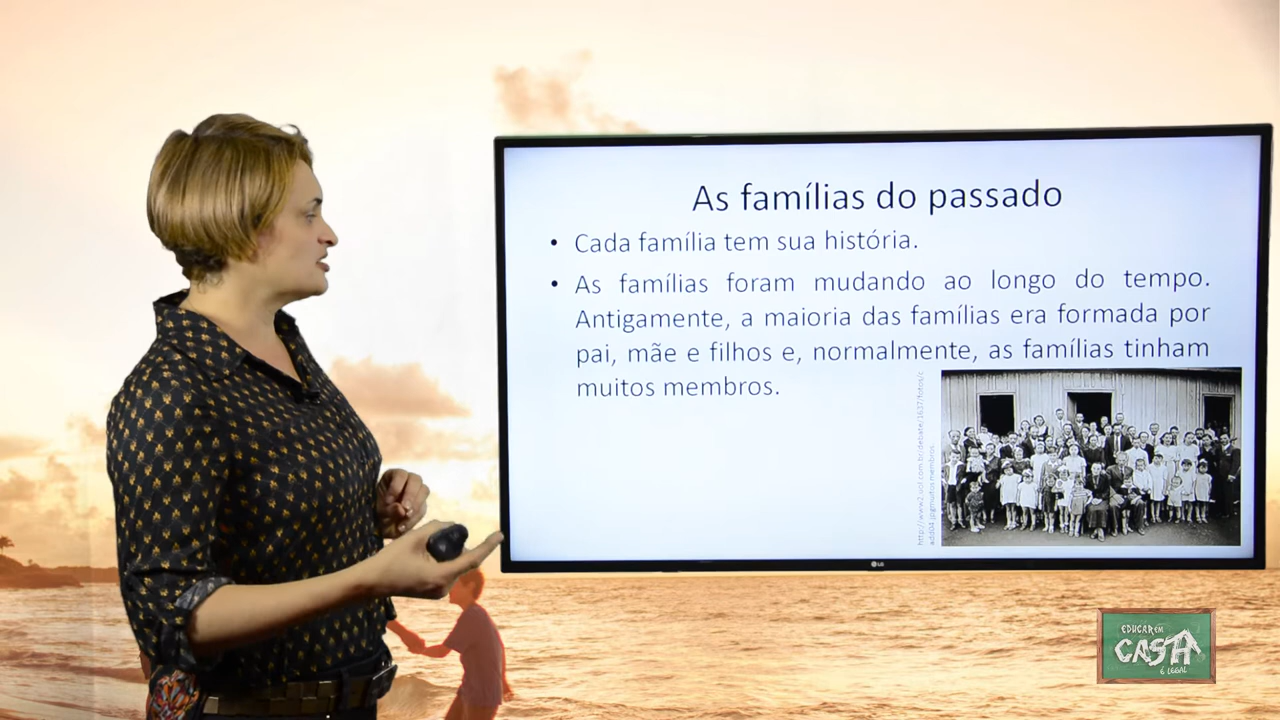 As famílias do passado
• Cada família tem sua história.
• As famílias foram mudando ao longo do tempo.
Antigamente, a maioria das famílias era formada por
pai, mãe e filhos e, normalmente, as famílias tinham
muitos membros.
LG
EDUCAR EM
CASA
É LEGAL